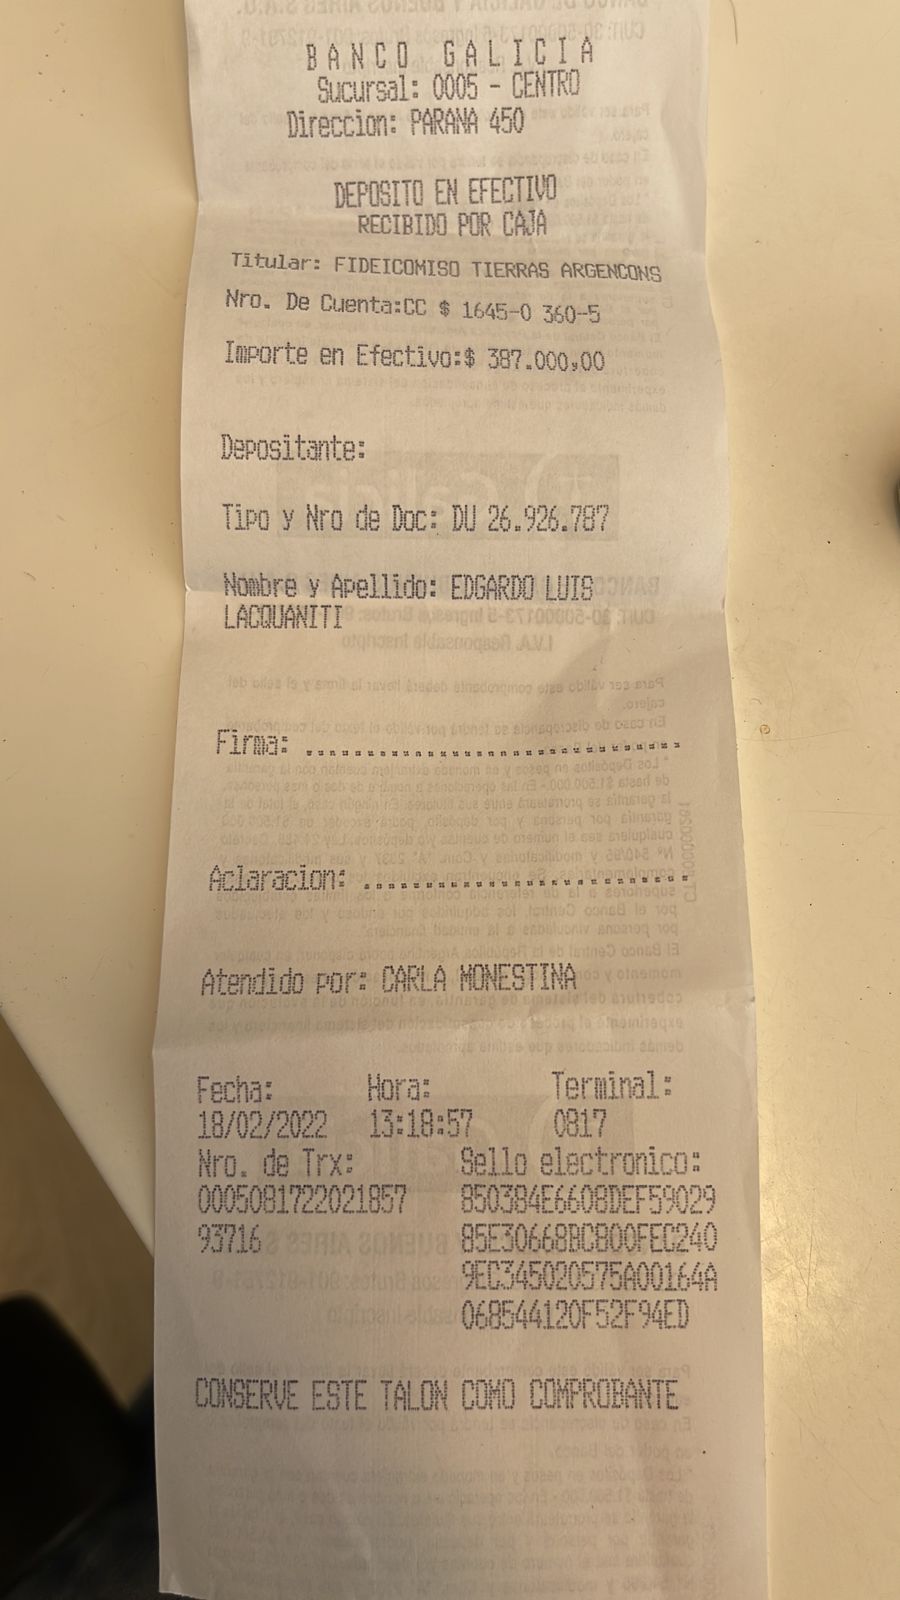 BANCO GALICIA
Sucursal: 0005 - CENTRO
Direccion: PARANA 450
DEPOSITO EN EFECTIVO
RECIBIDO POR CAJA
Titular: FIDEICOMISO TIERRAS ARGENCONS
Nro. De Cuenta:CC $ 1645-0 360-5
Importe en Efectivo:$ 387.000,00
Depositante:
Tipo y Nro de Doc: DU 26.926.787
Nombre y Apellido: EDGARDO LUIS
LACQUANITI
Firma: ..............................
Aclaracion: ..........................
Atendido por: CARLA MONESTINA
Fecha: Hora: Terminal:
18/02/2022 13:18:57 0817
Nro. de Trx: Sello electronico:
0005081722021857 850384E6608DEF59029
93716 85E30668BCB00FEC240
9EC345020575A00164A
068544120F52F94ED
CONSERVE ESTE TALON COMO COMPROBANTE